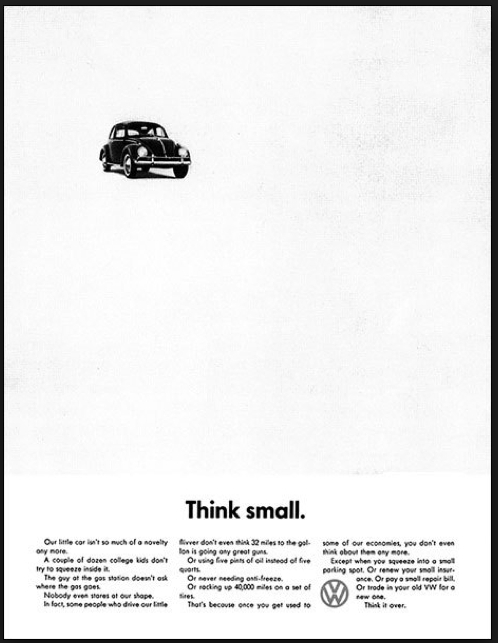 Think small.
Our little car isn't so much of a novelty
any more.
A couple of dozen college kids don't
try to squeeze inside it.
The guy at the gas station doesn't ask
where the gas goes.
Nobody even stares at our shape.
In fact, some people who drive our little
flivver don't even think 32 miles to the gal-
lon is going any great guns.
Or using five pints of oil instead of five
quarts.
Or never needing anti-freeze.
Or racking up 40,000 miles on a set of
tires.
That's because once you get used to
some of our economies, you don't even
think about them any more.
Except when you squeeze into a small
parking spot. Or renew your small insur-
ance. Or pay a small repair bill.
Or trade in your old VW for a
new one.
Think it over.
VW